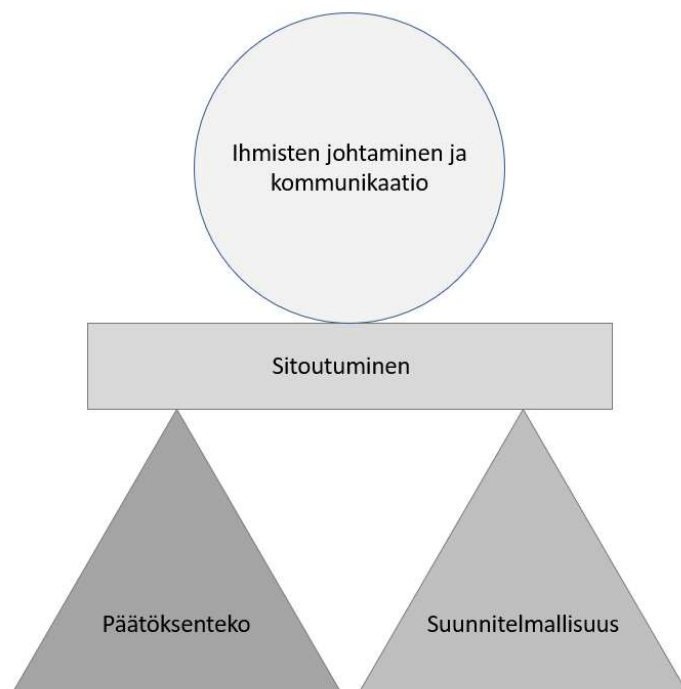 Ihmisten johtaminen ja
kommunikaatio
Sitoutuminen
Päätöksenteko
Suunnitelmallisuus